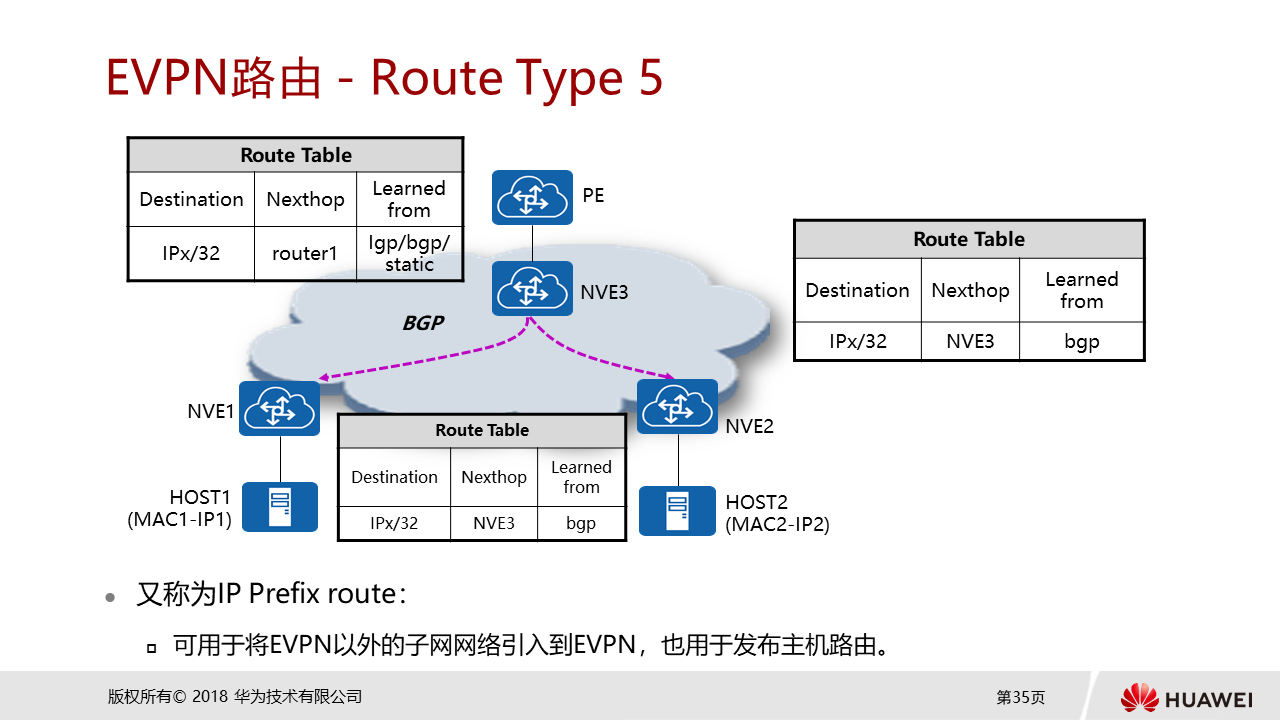 EVPN路由 - Route Type 5
Route Table
Destination Nexthop Learned from
IPx/32 router1 Igp/bgp/static
PE
NVE3
BGP
Route Table
Destination Nexthop Learned from
IPx/32 NVE3 bgp
NVE1
NVE2
Route Table
Destination Nexthop Learned from
IPx/32 NVE3 bgp
HOST1
(MAC1-IP1)
HOST2
(MAC2-IP2)
又称为IP Prefix route：
可用于将EVPN以外的子网网络引入到EVPN，也用于发布主机路由。
版权所有© 2018 华为技术有限公司
第35页
HUAWEI